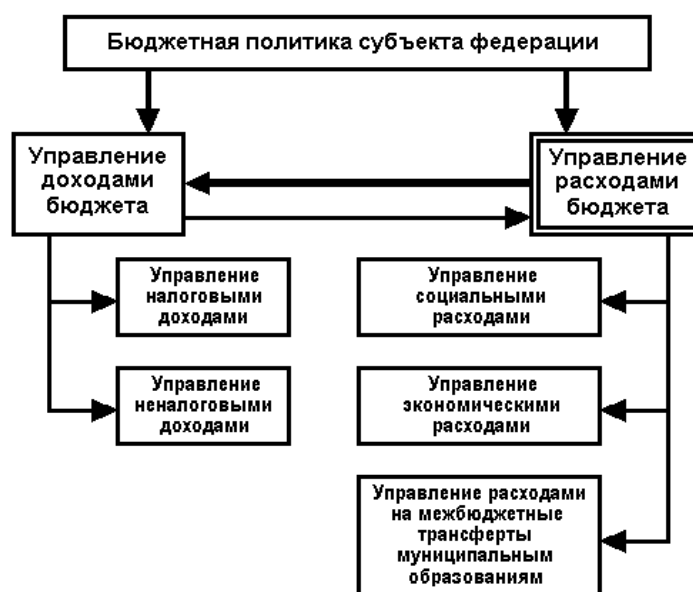 Бюджетная политика субъекта федерации
Управление
доходами
бюджета
Управление
расходами
бюджета
Управление
налоговыми
доходами
Управление
социальными
расходами
Управление
неналоговыми
доходами
Управление
экономическими
расходами
Управление расходами
на межбюджетные
трансферты
муниципальным
образованиям